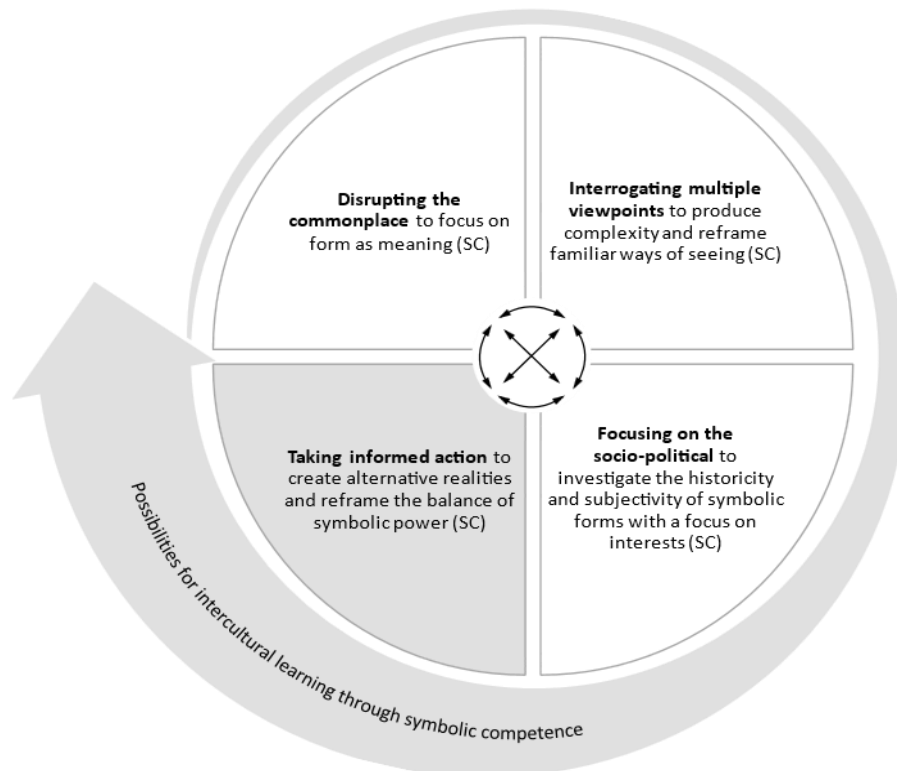 Disrupting the
commonplace to focus on
form as meaning (SC)
Interrogating multiple
viewpoints to produce
complexity and reframe
familiar ways of seeing (SC)
Taking informed action to
create alternative realities
and reframe the balance of
symbolic power (SC)
Focusing on the
socio-political to
investigate the historicity
and subjectivity of symbolic
forms with a focus on
interests (SC)
Possibilities for intercultural learning through symbolic competence